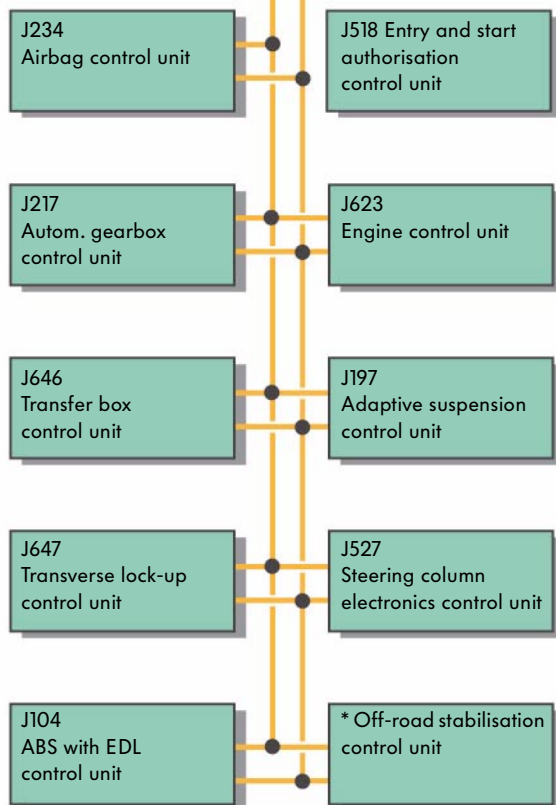 J234
Airbag control unit
J518 Entry and start
authorisation
control unit
J217
Autom. gearbox
control unit
J623
Engine control unit
J646
Transfer box
control unit
J197
Adaptive suspension
control unit
J647
Transverse lock-up
control unit
J527
Steering column
electronics control unit
J104
ABS with EDL
control unit
* Off-road stabilisation
control unit